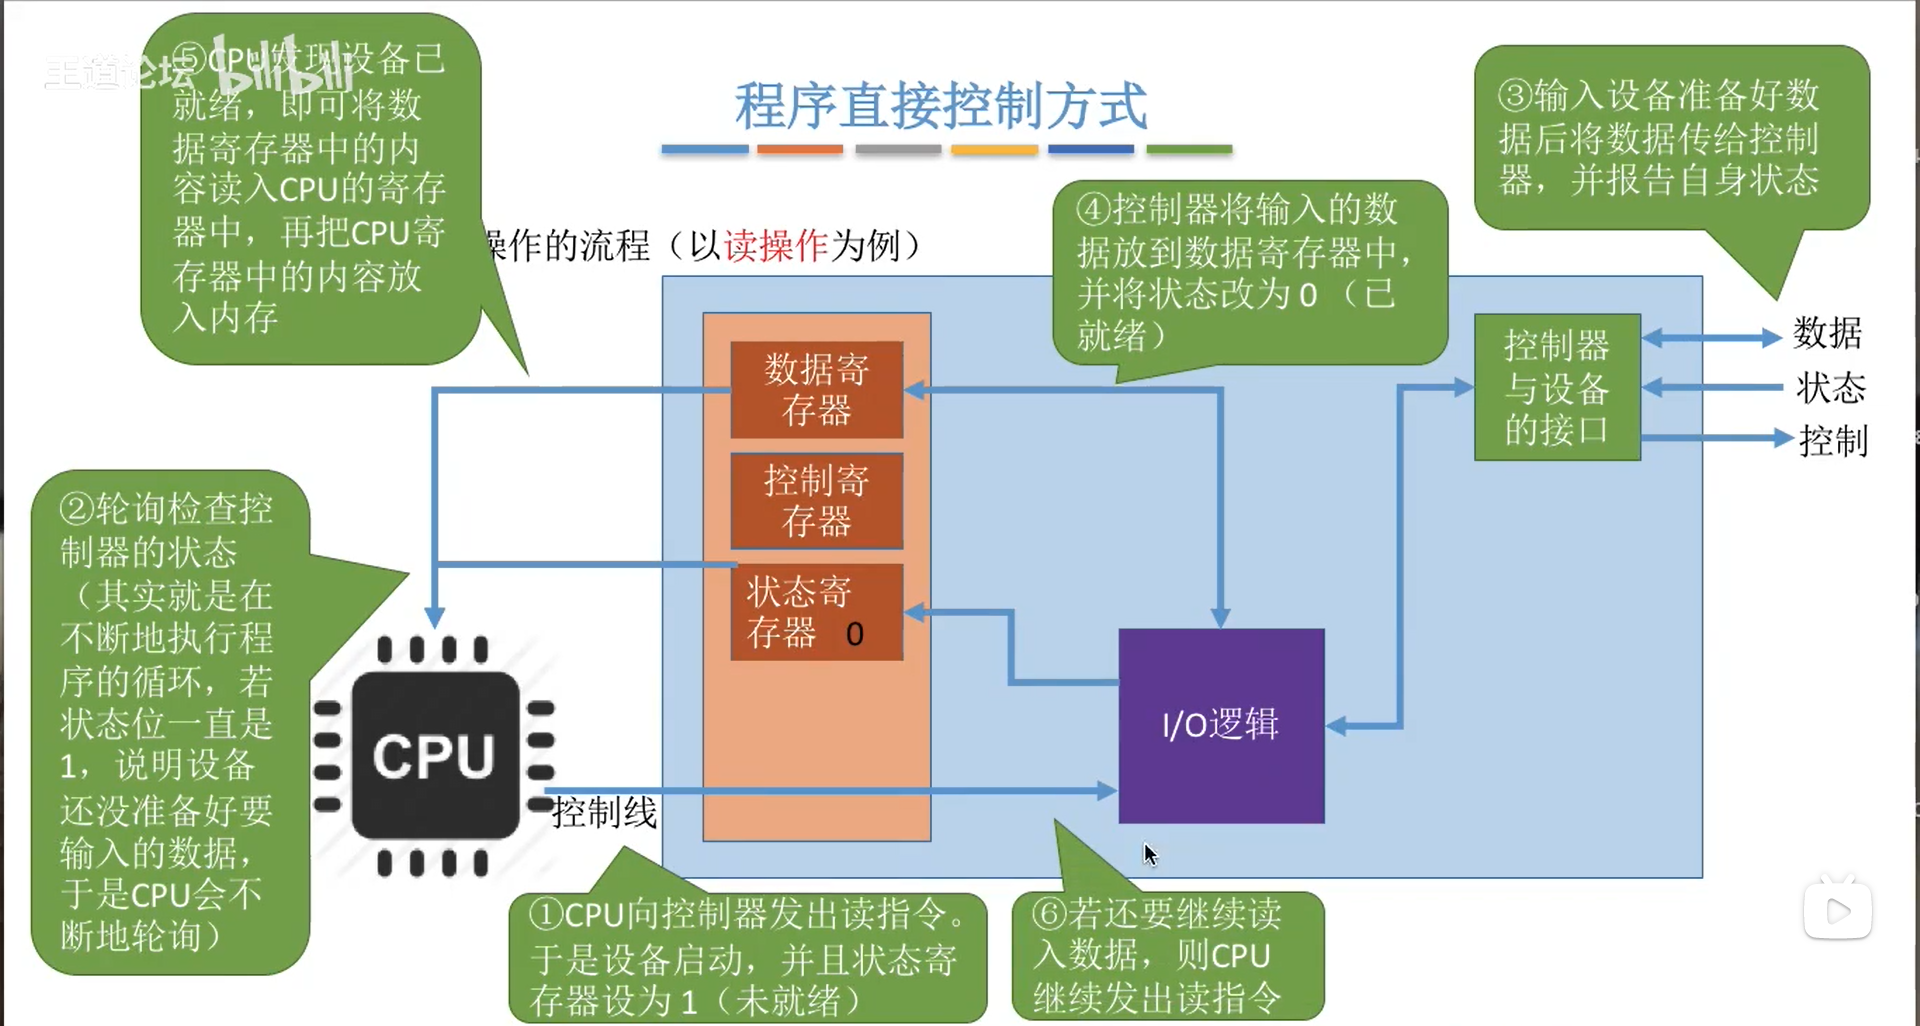 王道论坛 bilibili
程序直接控制方式
⑤CPU发现设备已
就绪，即可将数
据寄存器中的内
容读入CPU的寄存
器中，再把CPU寄
存器中的内容放
入内存
③输入设备准备好数
据后将数据传给控制
器，并报告自身状态
④控制器将输入的数
据放到数据寄存器中，
并将状态改为 0 （已
就绪）
操作的流程（以读操作为例）
数据寄
存器
控制寄
存器
状态寄
存器 0
控制器
与设备
的接口
数据
状态
控制
②轮询检查控
制器的状态
（其实就是在
不断地执行程
序的循环，若
状态位一直是
1，说明设备
还没准备好要
输入的数据，
于是CPU会不
断地轮询）
CPU
I/O逻辑
控制线
①CPU向控制器发出读指令。
于是设备启动，并且状态寄
存器设为 1（未就绪）
⑥若还要继续读
入数据，则CPU
继续发出读指令